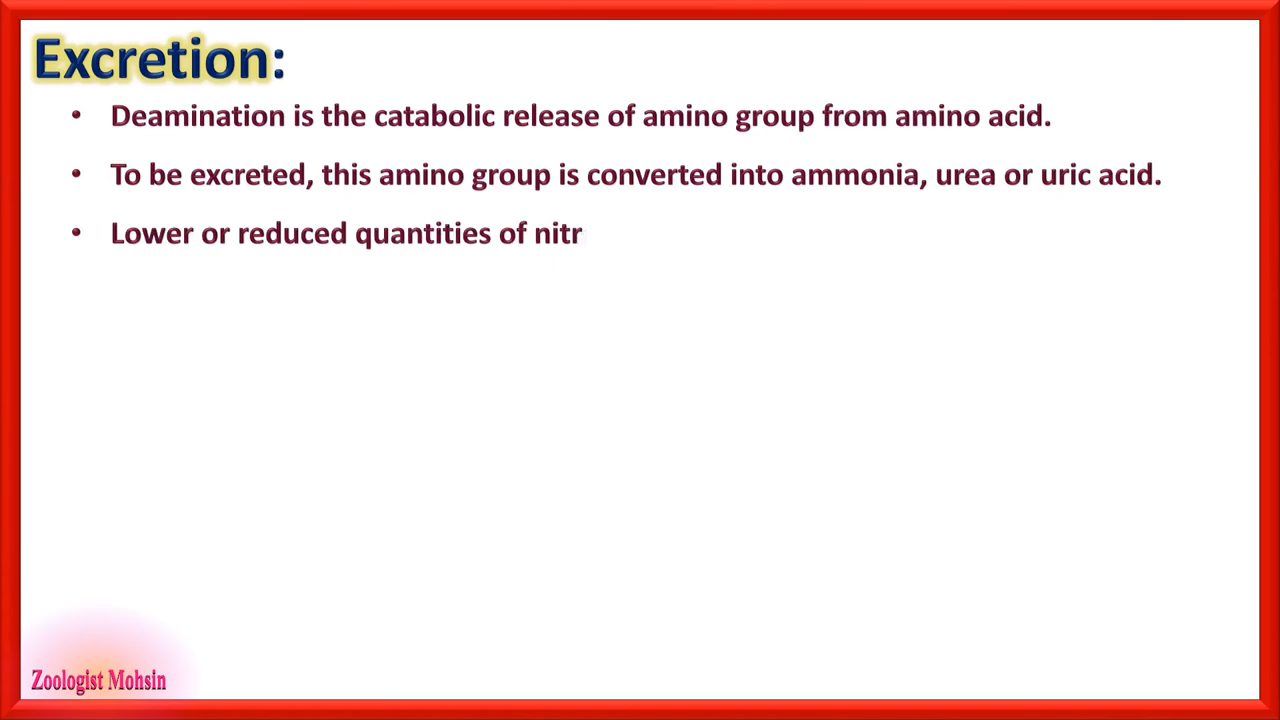 Excretion:
• Deamination is the catabolic release of amino group from amino acid.
• To be excreted, this amino group is converted into ammonia, urea or uric acid.
• Lower or reduced quantities of nitr
Zoologist Mohsin